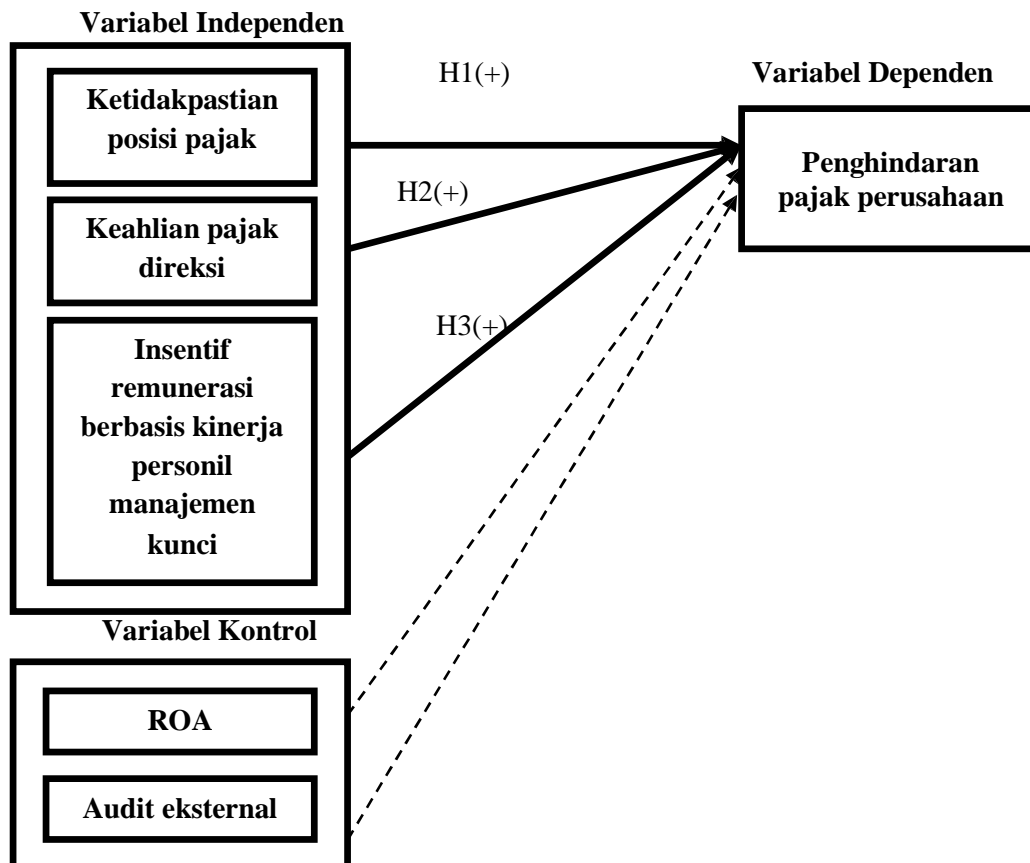 Variabel Independen
Ketidakpastian
posisi pajak
Keahlian pajak
direksi
Insentif
remunerasi
berbasis kinerja
personil
manajemen
kunci
H1(+)
H2(+)
H3(+)
Variabel Dependen
Penghindaran
pajak perusahaan
Variabel Kontrol
ROA
Audit eksternal